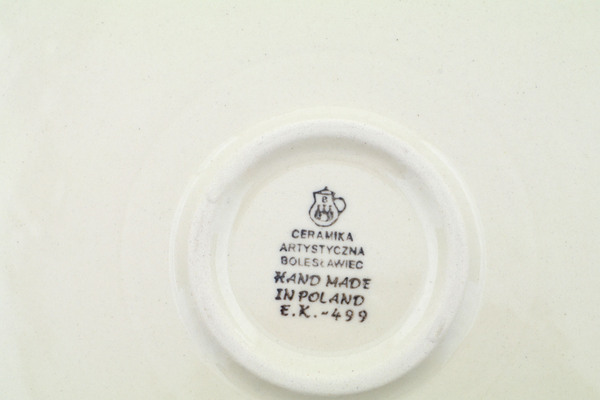 CERAMIKA
ARTYSTYCZNA
BOLESŁAWIEC
HAND MADE
IN POLAND
E.K.-499